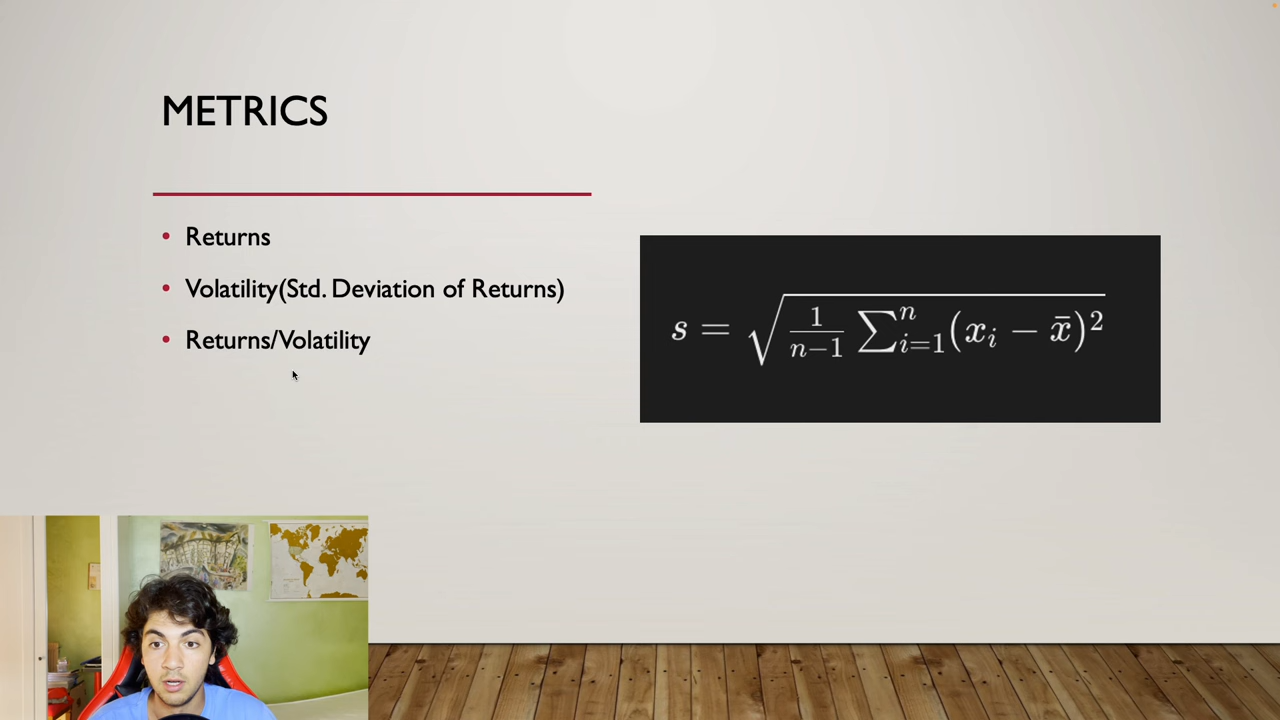 METRICS
• Returns
• Volatility(Std. Deviation of Returns)
• Returns/Volatility
s = √(1/(n−1) ∑ⁿᵢ₌₁(xᵢ − x̄)²)